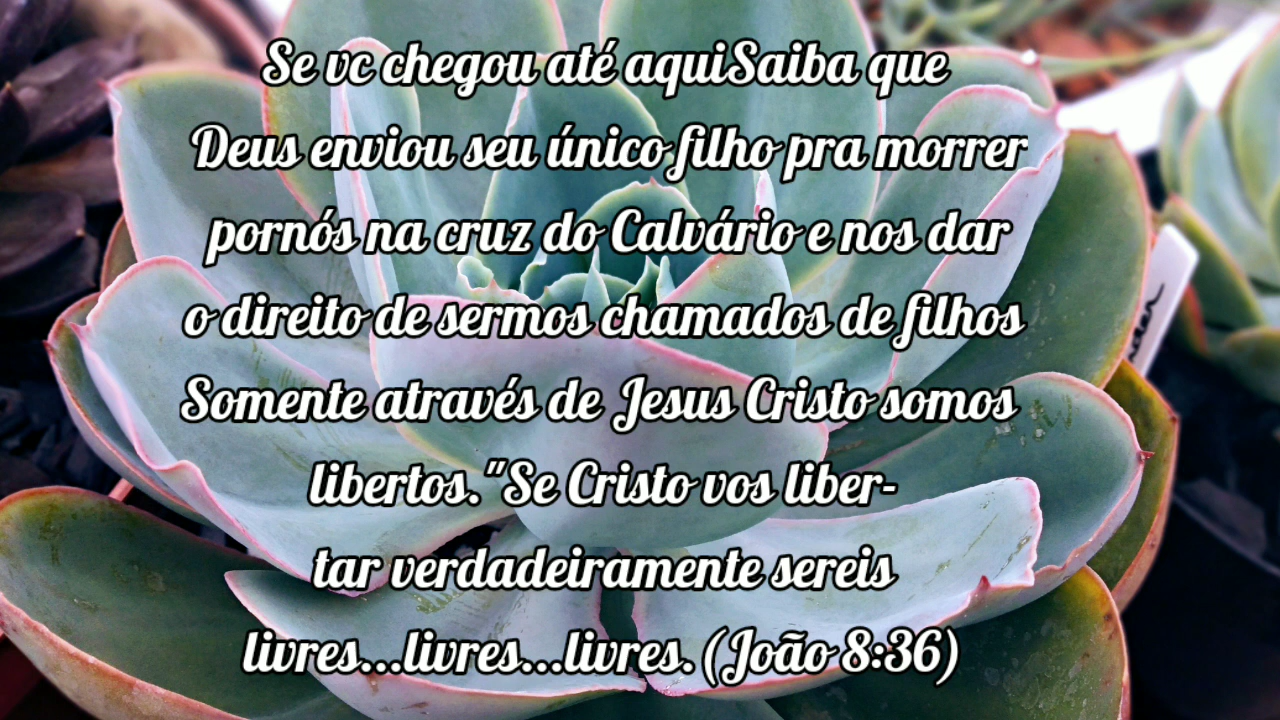 Se vc chegou até aquiSaiba que
Deus enviou seu único filho pra morrer
pornós na cruz do Calvário e nos dar
o direito de sermos chamados de filhos
Somente através de Jesus Cristo somos
libertos."Se Cristo vos liber-
tar verdadeiramente sereis
livres...livres...livres.(João 8:36)